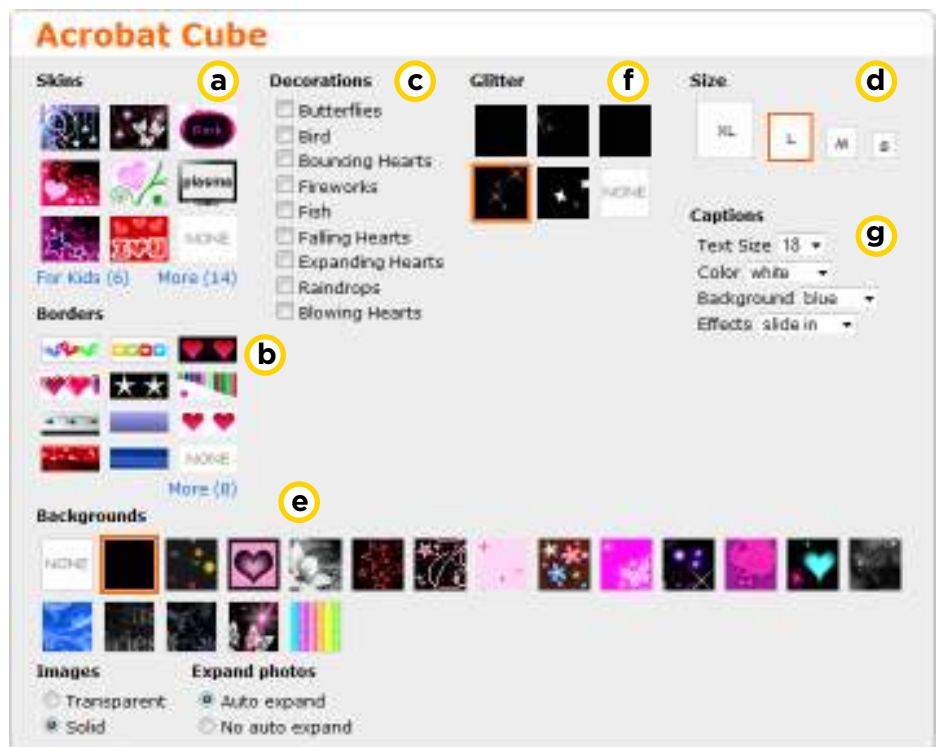 Acrobat Cube
Skins
a
Dark
plasma
I ♥ U
NONE
For Kids (6) More (14)
Borders
b
NONE
More (8)
Decorations
c
Butterflies
Bird
Bouncing Hearts
Fireworks
Fish
Falling Hearts
Expanding Hearts
Raindrops
Blowing Hearts
Glitter
f
NONE
Size
d
XL
L
M
S
Captions
g
Text Size 18
Color white
Background blue
Effects slide in
Backgrounds
e
NONE
Images
Transparent
Solid
Expand photos
Auto expand
No auto expand